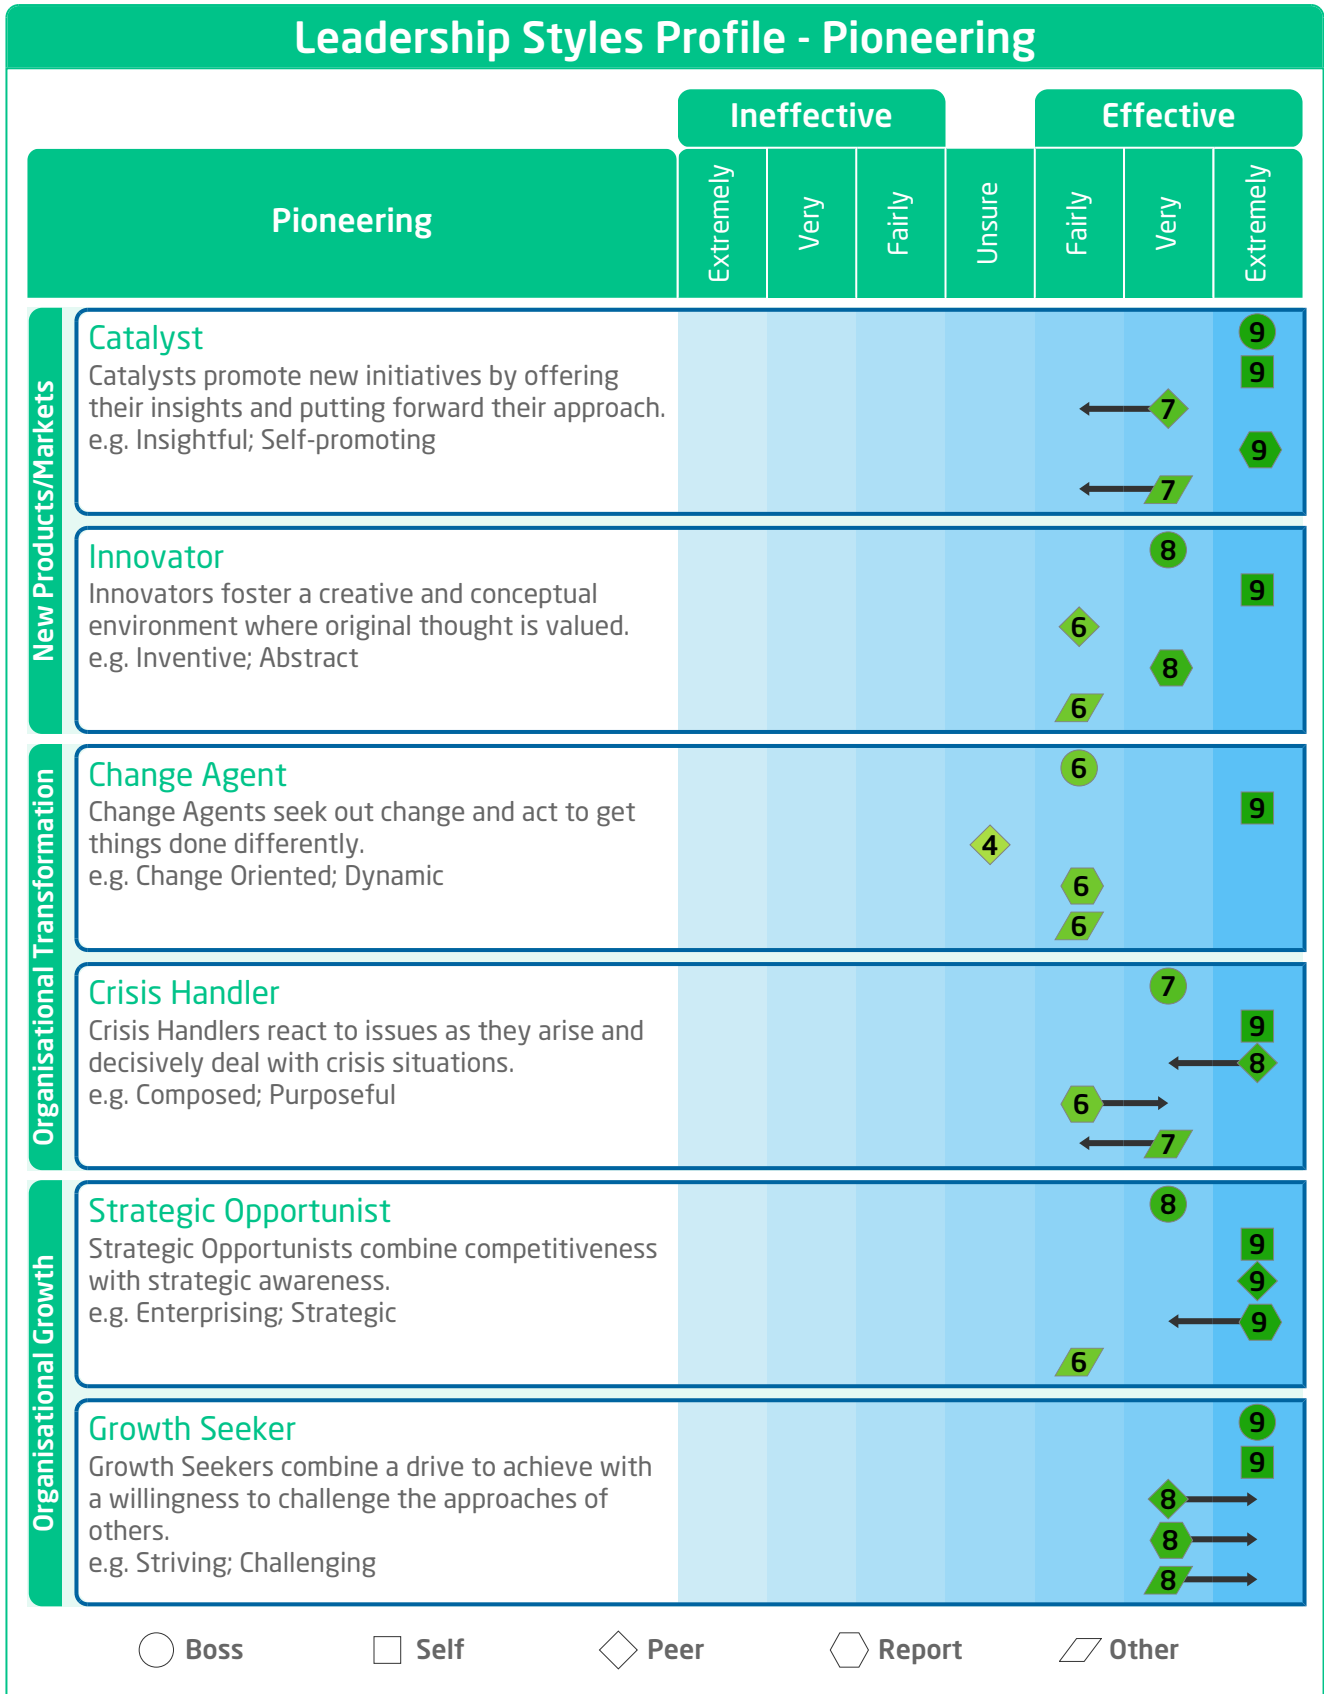 Leadership Styles Profile - Pioneering
Ineffective
Effective
Pioneering
Extremely
Very
Fairly
Unsure
Fairly
Very
Extremely
New Products/Markets
Catalyst
Catalysts promote new initiatives by offering
their insights and putting forward their approach.
e.g. Insightful; Self-promoting
9
9
7
9
7
Innovator
Innovators foster a creative and conceptual
environment where original thought is valued.
e.g. Inventive; Abstract
8
9
6
8
6
Organisational Transformation
Change Agent
Change Agents seek out change and act to get
things done differently.
e.g. Change Oriented; Dynamic
6
9
4
6
6
Crisis Handler
Crisis Handlers react to issues as they arise and
decisively deal with crisis situations.
e.g. Composed; Purposeful
7
9
8
6
7
Organisational Growth
Strategic Opportunist
Strategic Opportunists combine competitiveness
with strategic awareness.
e.g. Enterprising; Strategic
8
9
9
9
6
Growth Seeker
Growth Seekers combine a drive to achieve with
a willingness to challenge the approaches of
others.
e.g. Striving; Challenging
9
9
8
8
8
Boss
Self
Peer
Report
Other